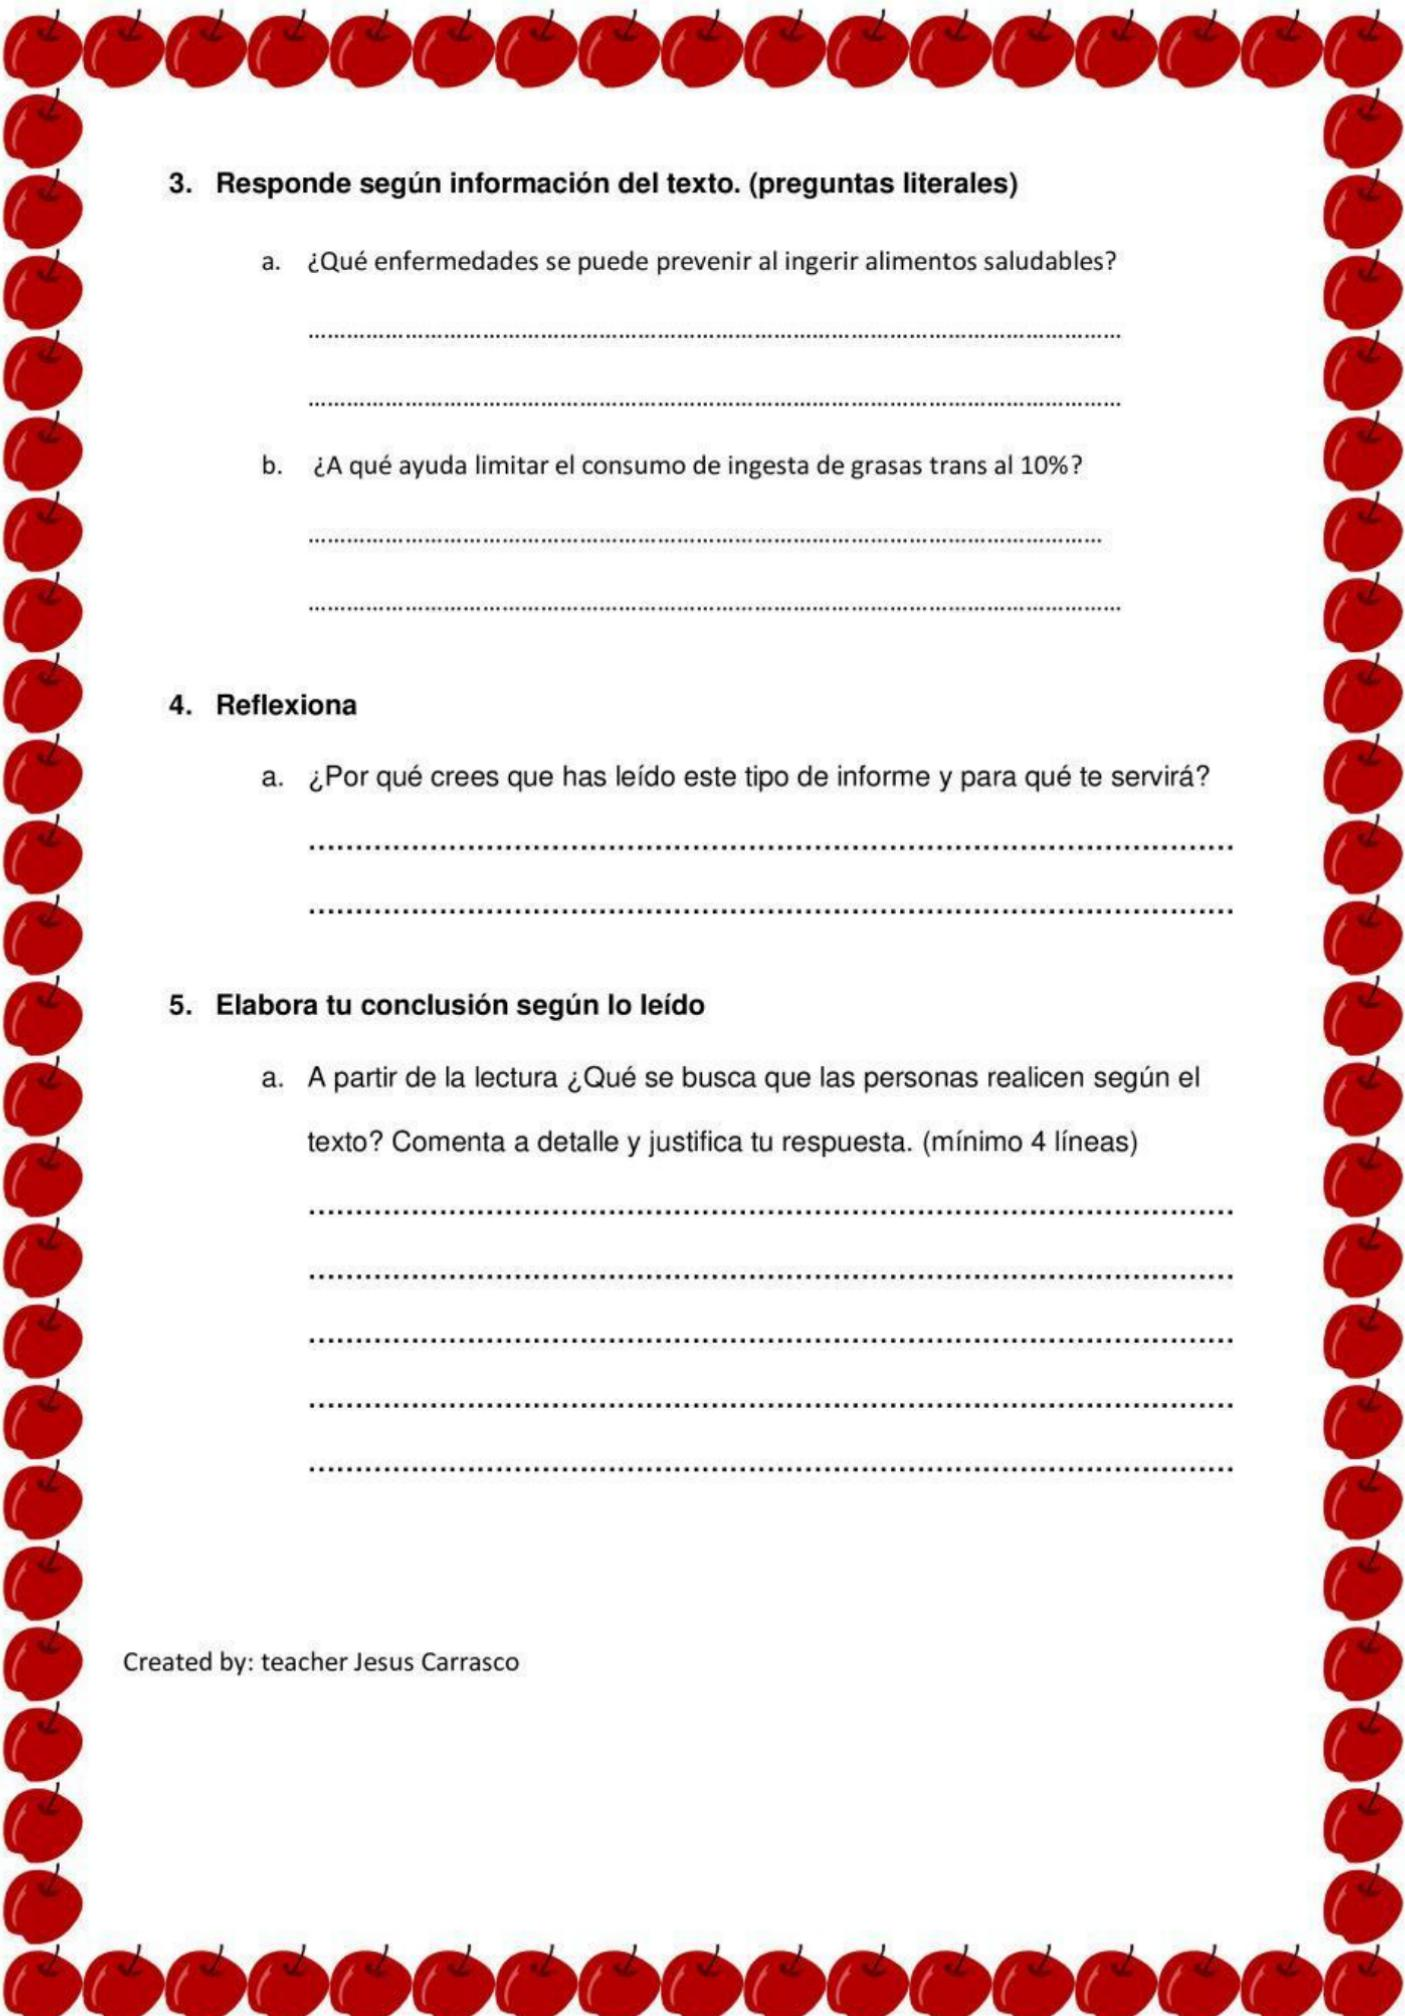 3. Responde según información del texto. (preguntas literales)
a. ¿Qué enfermedades se puede prevenir al ingerir alimentos saludables?
........................................................................................................................
........................................................................................................................
b. ¿A qué ayuda limitar el consumo de ingesta de grasas trans al 10%?
........................................................................................................................
........................................................................................................................
4. Reflexiona
a. ¿Por qué crees que has leído este tipo de informe y para qué te servirá?
........................................................................................................................
........................................................................................................................
5. Elabora tu conclusión según lo leído
a. A partir de la lectura ¿Qué se busca que las personas realicen según el
texto? Comenta a detalle y justifica tu respuesta. (mínimo 4 líneas)
........................................................................................................................
........................................................................................................................
........................................................................................................................
........................................................................................................................
........................................................................................................................
Created by: teacher Jesus Carrasco